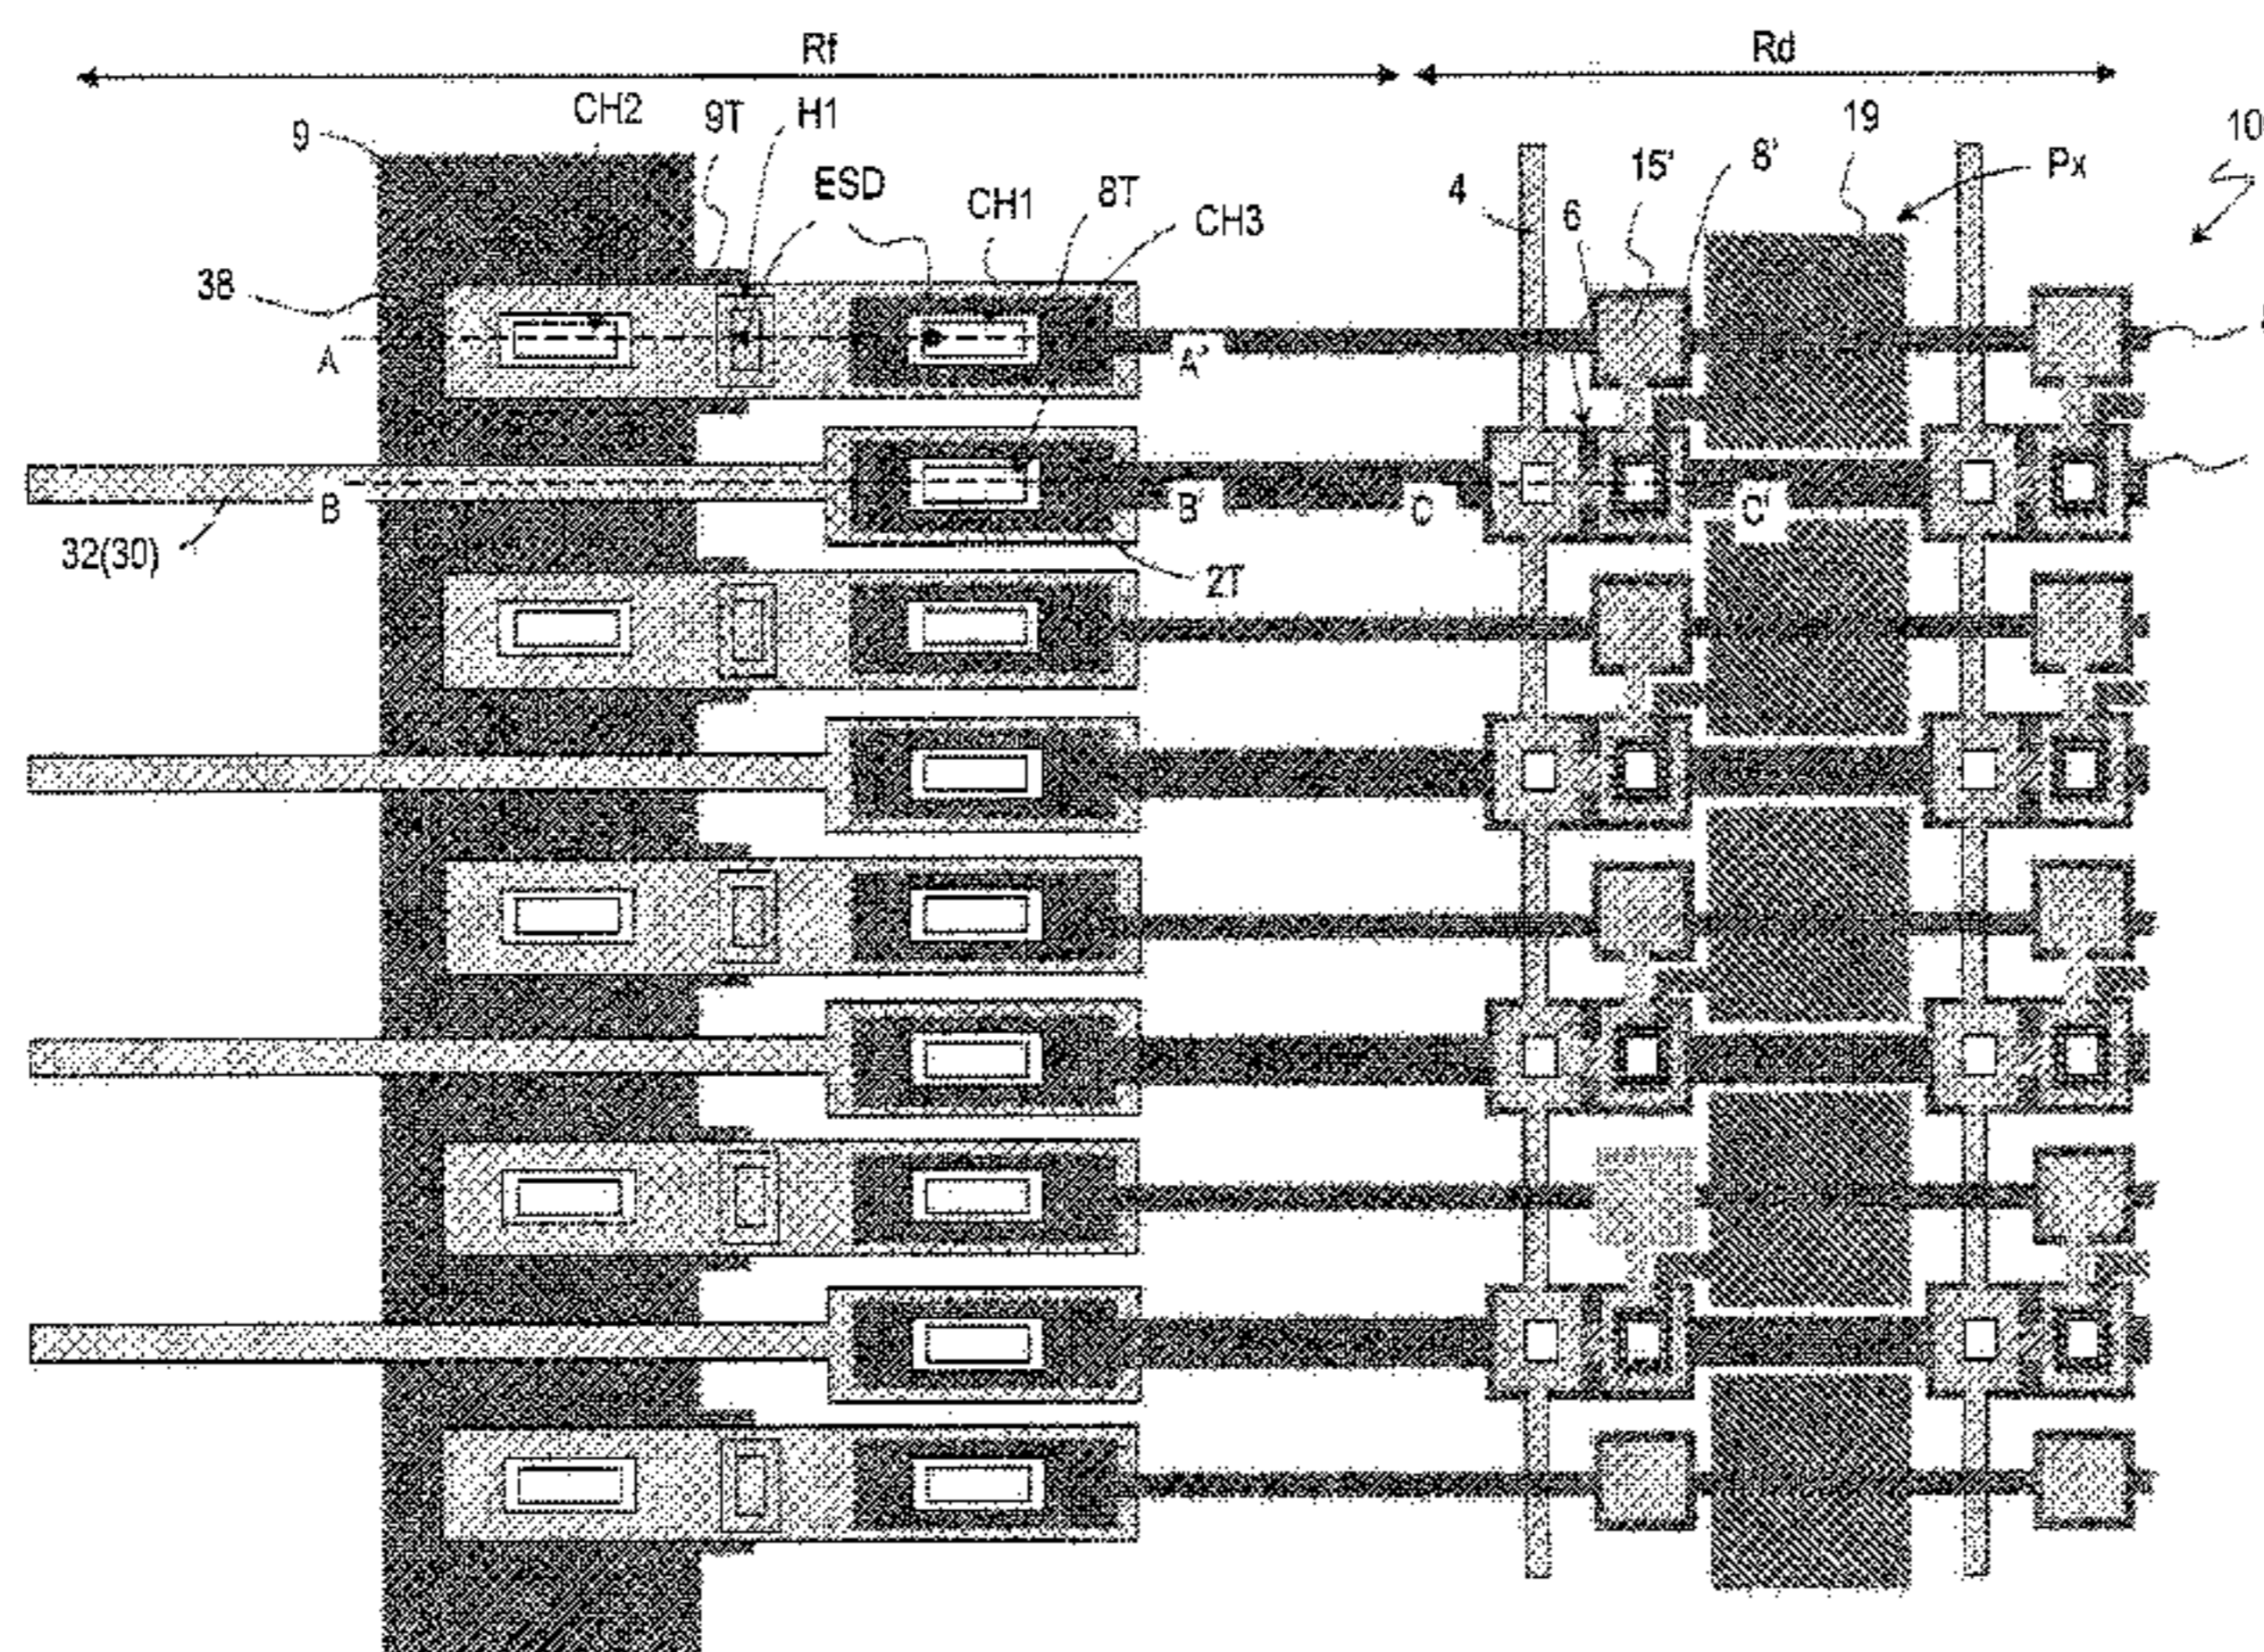 Rf Rd
9 CH2 9T H1 19 10
ESD CH1 8T CH3 4 6 15' 8' Px
38
A A'
B B' C C'
32(30) 2T